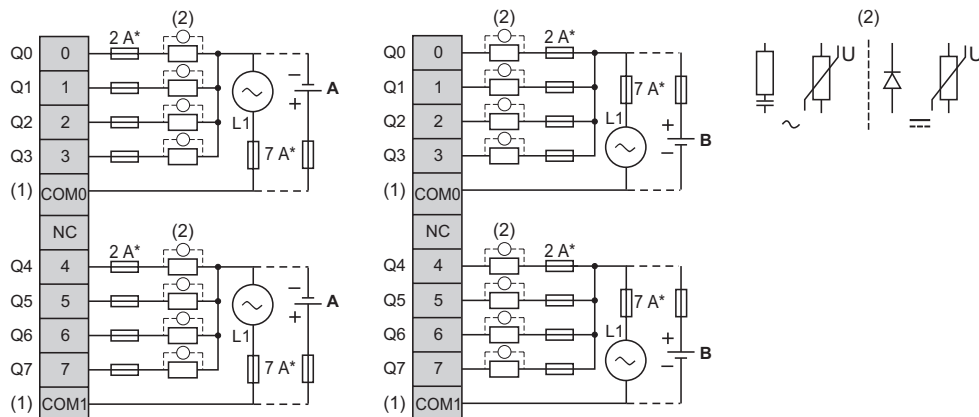 (2)
Q0 0 2 A*
Q1 1
Q2 2
Q3 3
(1) COM0
L1
7 A*
− + A
NC
(2)
Q4 4 2 A*
Q5 5
Q6 6
Q7 7
(1) COM1
L1
7 A*
− + A
(2)
Q0 0 2 A*
Q1 1
Q2 2
Q3 3
(1) COM0
7 A*
L1
+ − B
NC
(2)
Q4 4 2 A*
Q5 5
Q6 6
Q7 7
(1) COM1
7 A*
L1
+ − B
(2)
U U